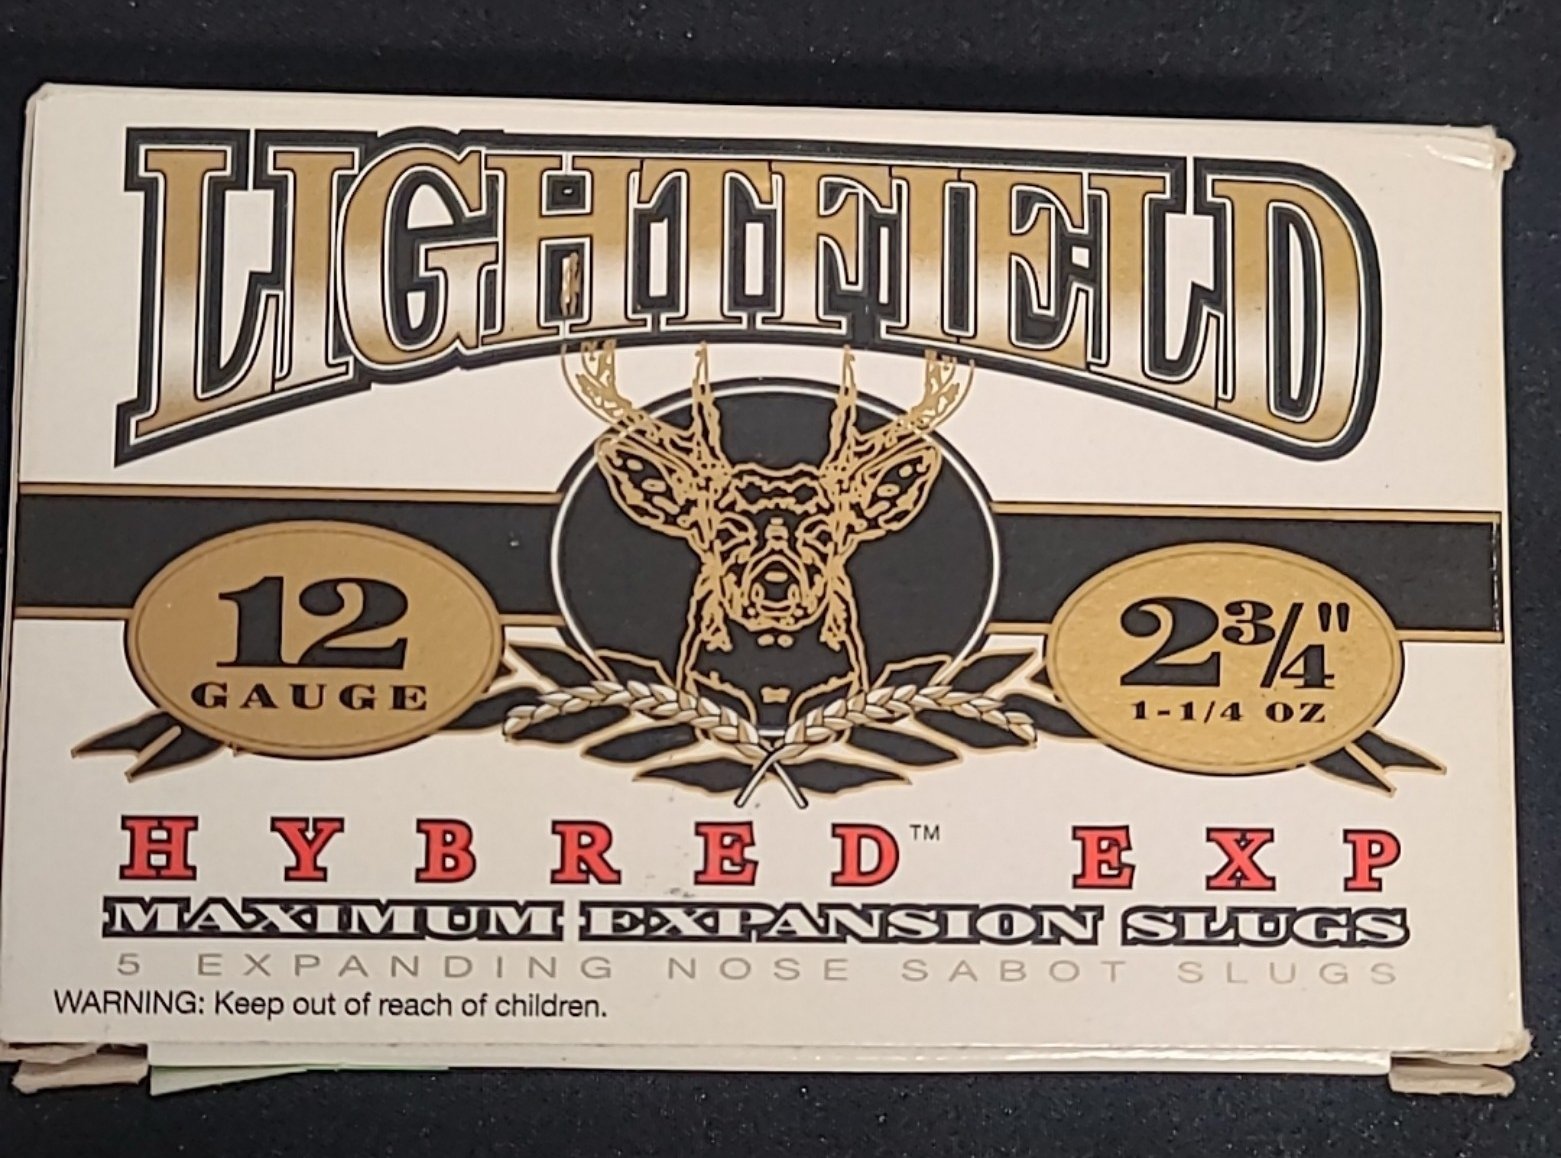 LIGHTFIELD
12
GAUGE
2 3/4"
1-1/4 OZ
HYBRED™ EXP
MAXIMUM EXPANSION SLUGS
5 EXPANDING NOSE SABOT SLUGS
WARNING: Keep out of reach of children.